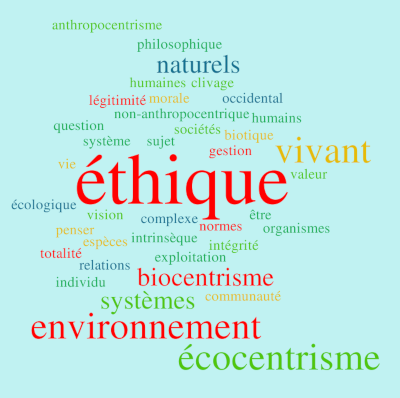 anthropocentrisme
philosophique
naturels
humaines clivage
légitimité morale occidental
non-anthropocentrique humains
question sociétés biotique
système sujet gestion vivant
vie éthique valeur
écologique vision complexe être
penser normes organismes
espèces intrinsèque intégrité
totalité relations exploitation
individu biocentrisme
systèmes communauté
environnement
écocentrisme